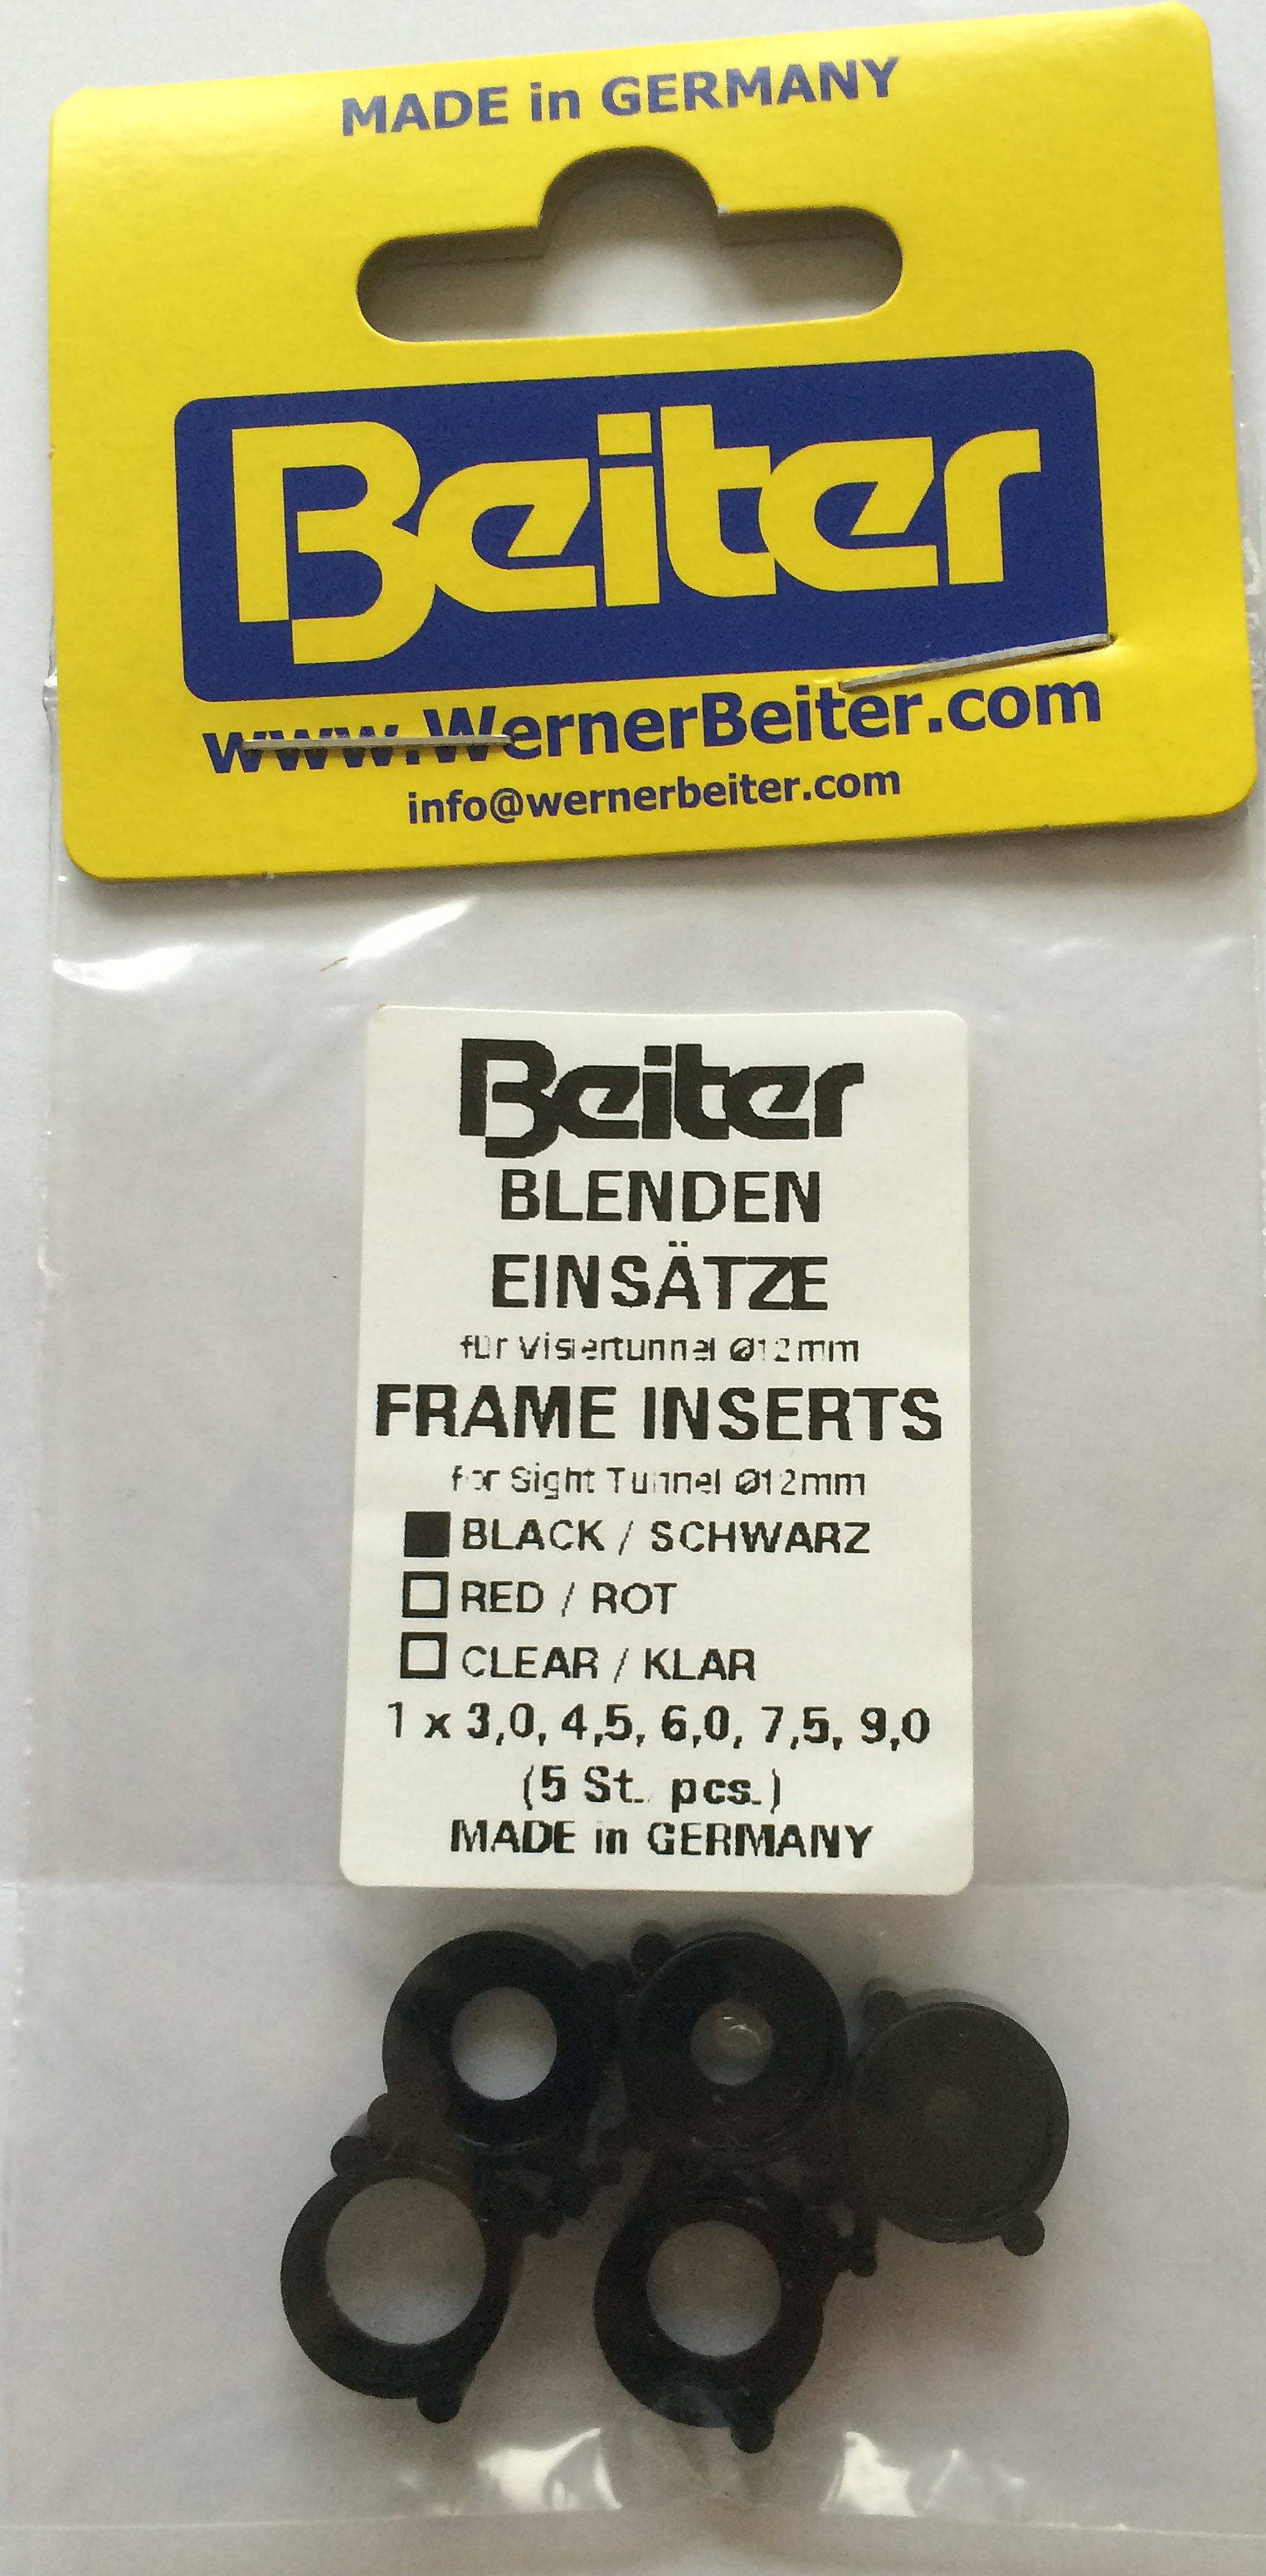 MADE in GERMANY
Beiter
www.WernerBeiter.com
info@wernerbeiter.com
Beiter
BLENDEN
EINSÄTZE
für Visiertunnel Ø12mm
FRAME INSERTS
for Sight Tunnel Ø12mm
BLACK / SCHWARZ
RED / ROT
CLEAR / KLAR
1 x 3,0, 4,5, 6,0, 7,5, 9,0
(5 St. pcs.)
MADE in GERMANY